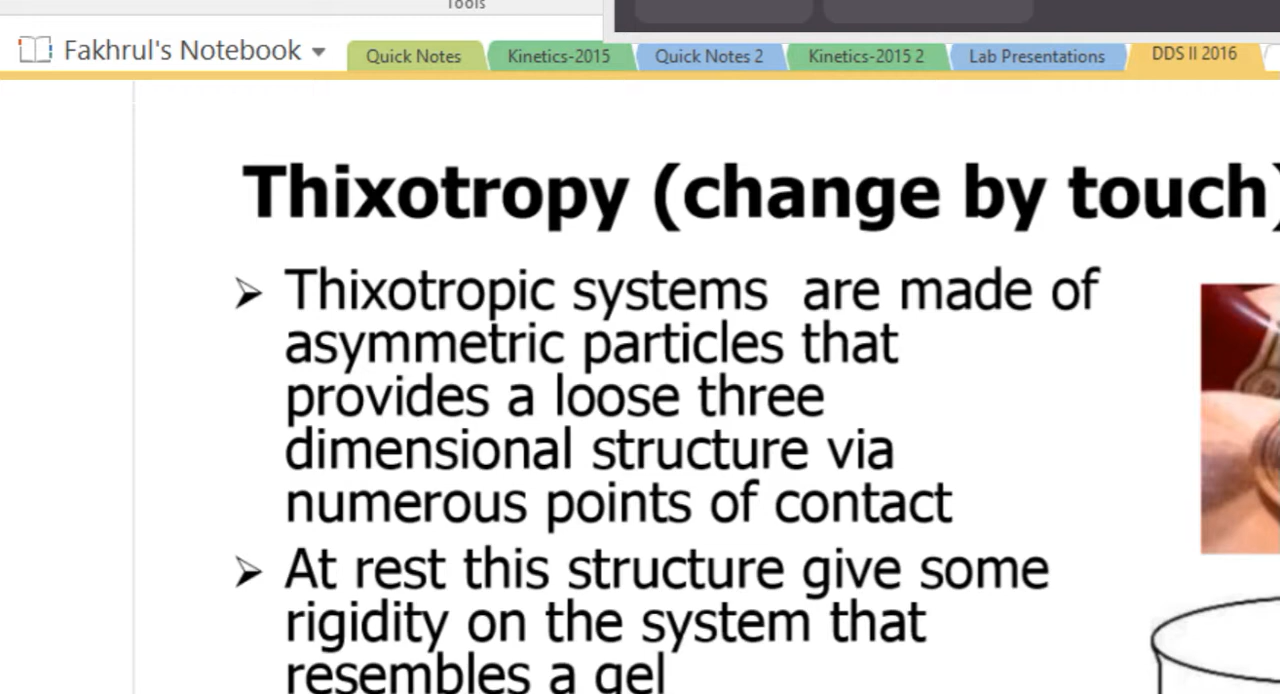 Tools
Fakhrul's Notebook
Quick Notes
Kinetics-2015
Quick Notes 2
Kinetics-2015 2
Lab Presentations
DDS II 2016
Thixotropy (change by touch)
Thixotropic systems are made of
asymmetric particles that
provides a loose three
dimensional structure via
numerous points of contact
At rest this structure give some
rigidity on the system that
resembles a gel